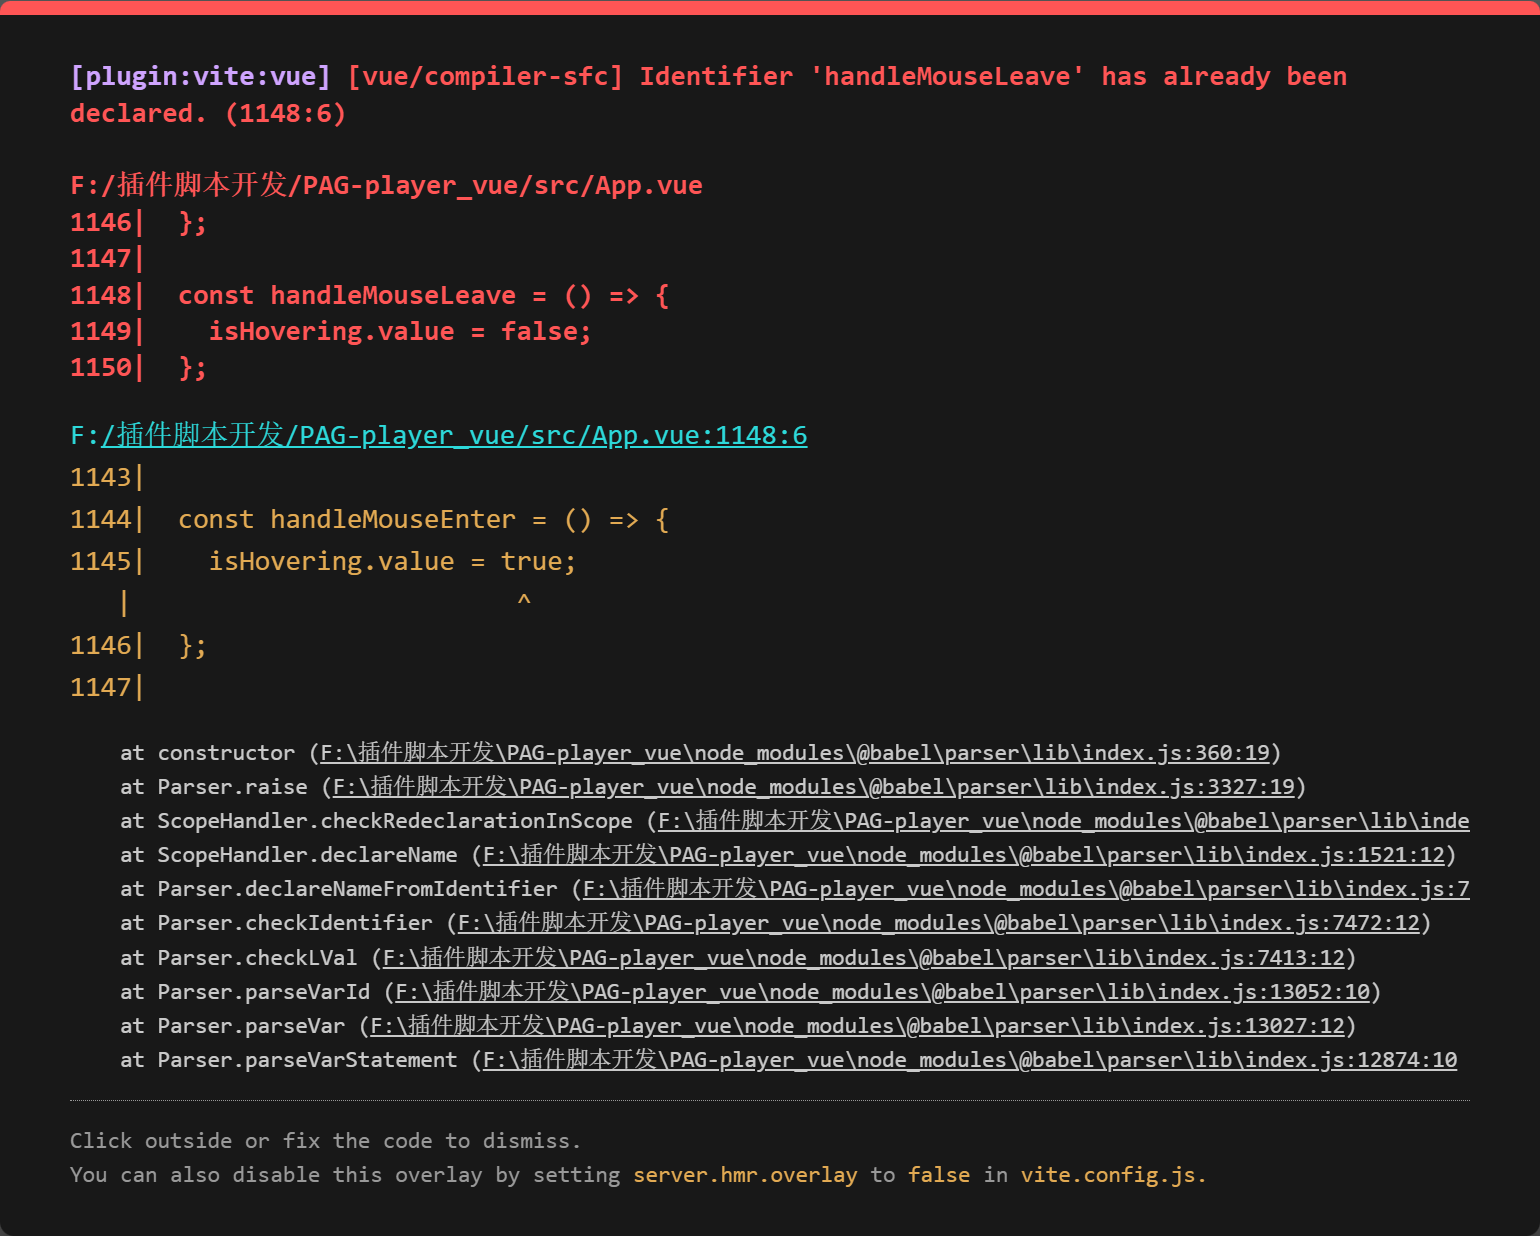 [plugin:vite:vue] [vue/compiler-sfc] Identifier 'handleMouseLeave' has already been
declared. (1148:6)
F:/插件脚本开发/PAG-player_vue/src/App.vue
1146|  };
1147|
1148|  const handleMouseLeave = () => {
1149|    isHovering.value = false;
1150|  };
F:/插件脚本开发/PAG-player_vue/src/App.vue:1148:6
1143|
1144|  const handleMouseEnter = () => {
1145|    isHovering.value = true;
|                         ^
1146|  };
1147|
at constructor (F:\插件脚本开发\PAG-player_vue\node_modules\@babel\parser\lib\index.js:360:19)
at Parser.raise (F:\插件脚本开发\PAG-player_vue\node_modules\@babel\parser\lib\index.js:3327:19)
at ScopeHandler.checkRedeclarationInScope (F:\插件脚本开发\PAG-player_vue\node_modules\@babel\parser\lib\inde
at ScopeHandler.declareName (F:\插件脚本开发\PAG-player_vue\node_modules\@babel\parser\lib\index.js:1521:12)
at Parser.declareNameFromIdentifier (F:\插件脚本开发\PAG-player_vue\node_modules\@babel\parser\lib\index.js:7
at Parser.checkIdentifier (F:\插件脚本开发\PAG-player_vue\node_modules\@babel\parser\lib\index.js:7472:12)
at Parser.checkLVal (F:\插件脚本开发\PAG-player_vue\node_modules\@babel\parser\lib\index.js:7413:12)
at Parser.parseVarId (F:\插件脚本开发\PAG-player_vue\node_modules\@babel\parser\lib\index.js:13052:10)
at Parser.parseVar (F:\插件脚本开发\PAG-player_vue\node_modules\@babel\parser\lib\index.js:13027:12)
at Parser.parseVarStatement (F:\插件脚本开发\PAG-player_vue\node_modules\@babel\parser\lib\index.js:12874:10
Click outside or fix the code to dismiss.
You can also disable this overlay by setting server.hmr.overlay to false in vite.config.js.